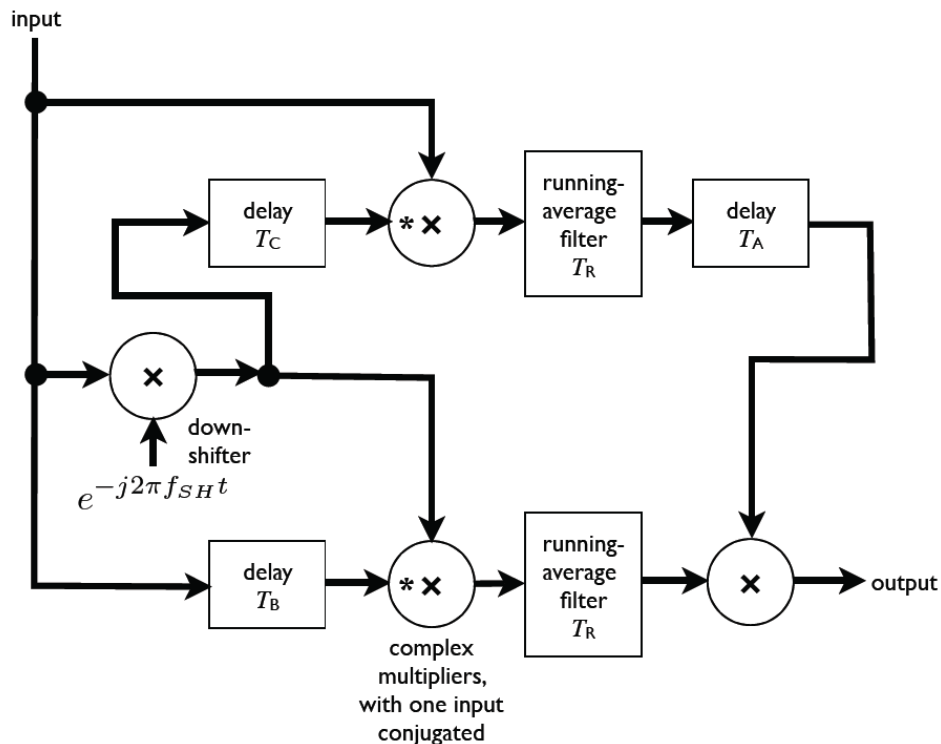 input
delay
T_C
* ×
running-
average
filter
T_R
delay
T_A
×
down-
shifter
e^{-j2πf_{SH}t}
delay
T_B
* ×
running-
average
filter
T_R
×
output
complex
multipliers,
with one input
conjugated